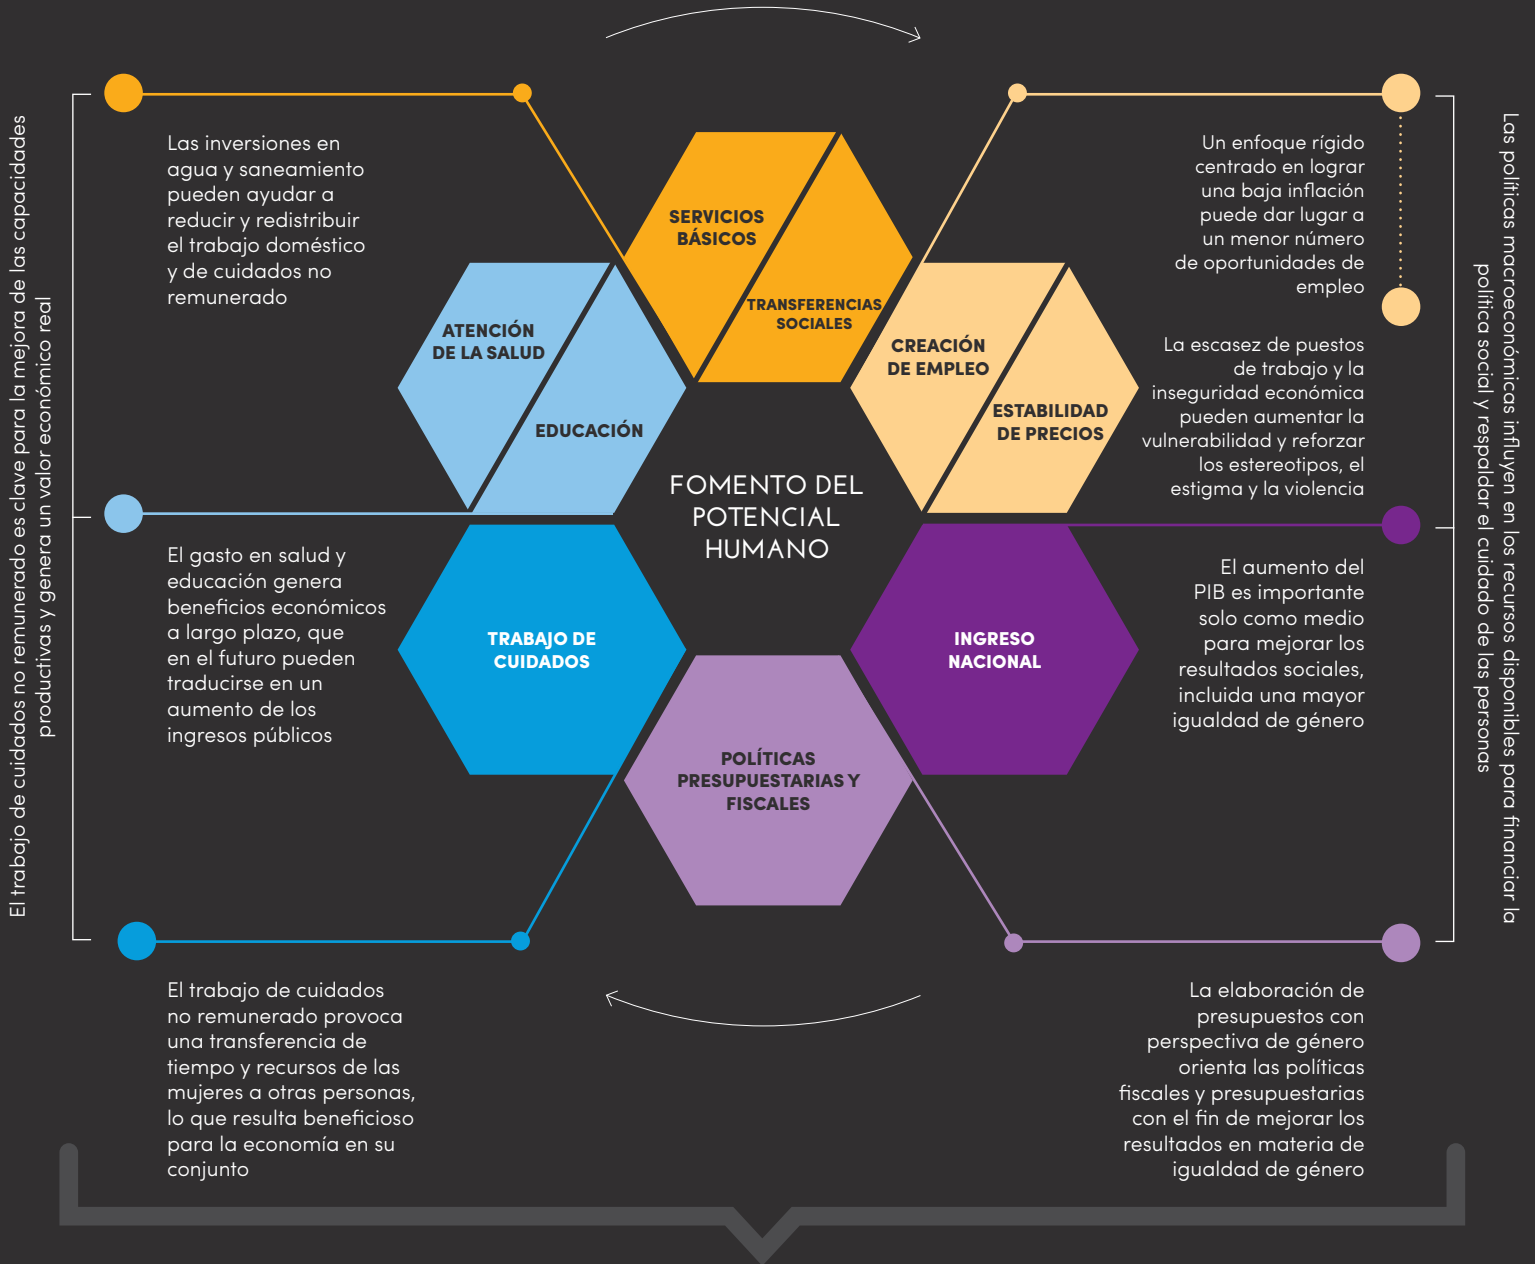 El trabajo de cuidados no remunerado es clave para la mejora de las capacidades
productivas y genera un valor económico real
Las inversiones en
agua y saneamiento
pueden ayudar a
reducir y redistribuir
el trabajo doméstico
y de cuidados no
remunerado
El gasto en salud y
educación genera
beneficios económicos
a largo plazo, que
en el futuro pueden
traducirse en un
aumento de los
ingresos públicos
El trabajo de cuidados
no remunerado provoca
una transferencia de
tiempo y recursos de las
mujeres a otras personas,
lo que resulta beneficioso
para la economía en su
conjunto
SERVICIOS
BÁSICOS
TRANSFERENCIAS
SOCIALES
ATENCIÓN
DE LA SALUD
EDUCACIÓN
CREACIÓN
DE EMPLEO
ESTABILIDAD
DE PRECIOS
FOMENTO DEL
POTENCIAL
HUMANO
TRABAJO DE
CUIDADOS
INGRESO
NACIONAL
POLÍTICAS
PRESUPUESTARIAS Y
FISCALES
Un enfoque rígido
centrado en lograr
una baja inflación
puede dar lugar a
un menor número
de oportunidades de
empleo
La escasez de puestos
de trabajo y la
inseguridad económica
pueden aumentar la
vulnerabilidad y reforzar
los estereotipos, el
estigma y la violencia
El aumento del
PIB es importante
solo como medio
para mejorar los
resultados sociales,
incluida una mayor
igualdad de género
La elaboración de
presupuestos con
perspectiva de género
orienta las políticas
fiscales y presupuestarias
con el fin de mejorar los
resultados en materia de
igualdad de género
Las políticas macroeconómicas influyen en los recursos disponibles para financiar la
política social y respaldar el cuidado de las personas